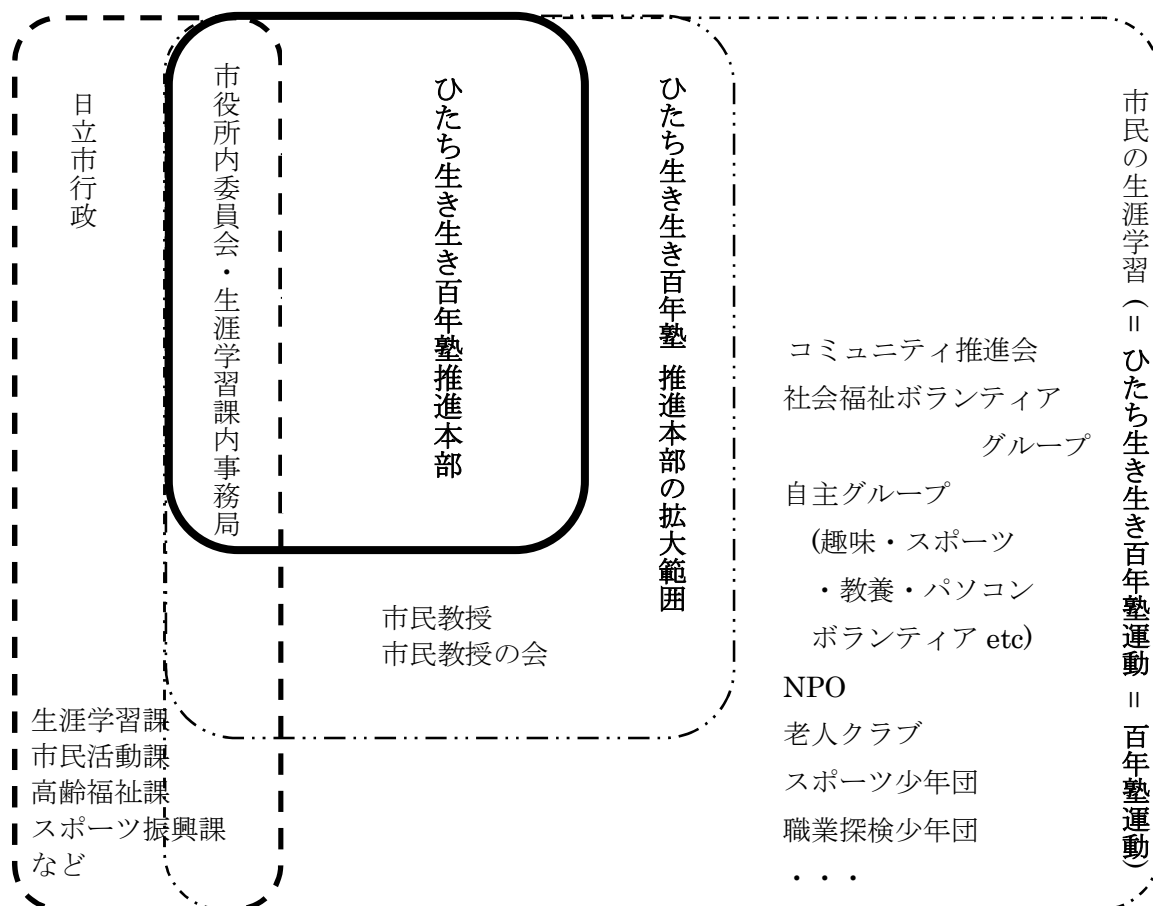 日立市行政
市役所内委員会・生涯学習課内事務局
ひたち生き生き百年塾推進本部
ひたち生き生き百年塾 推進本部の拡大範囲
市民の生涯学習（＝ ひたち生き生き百年塾運動 ＝ 百年塾運動）
コミュニティ推進会
社会福祉ボランティア
グループ
自主グループ
(趣味・スポーツ
・教養・パソコン
ボランティア etc)
NPO
老人クラブ
スポーツ少年団
職業探検少年団
・・・
市民教授
市民教授の会
生涯学習課
市民活動課
高齢福祉課
スポーツ振興課
など